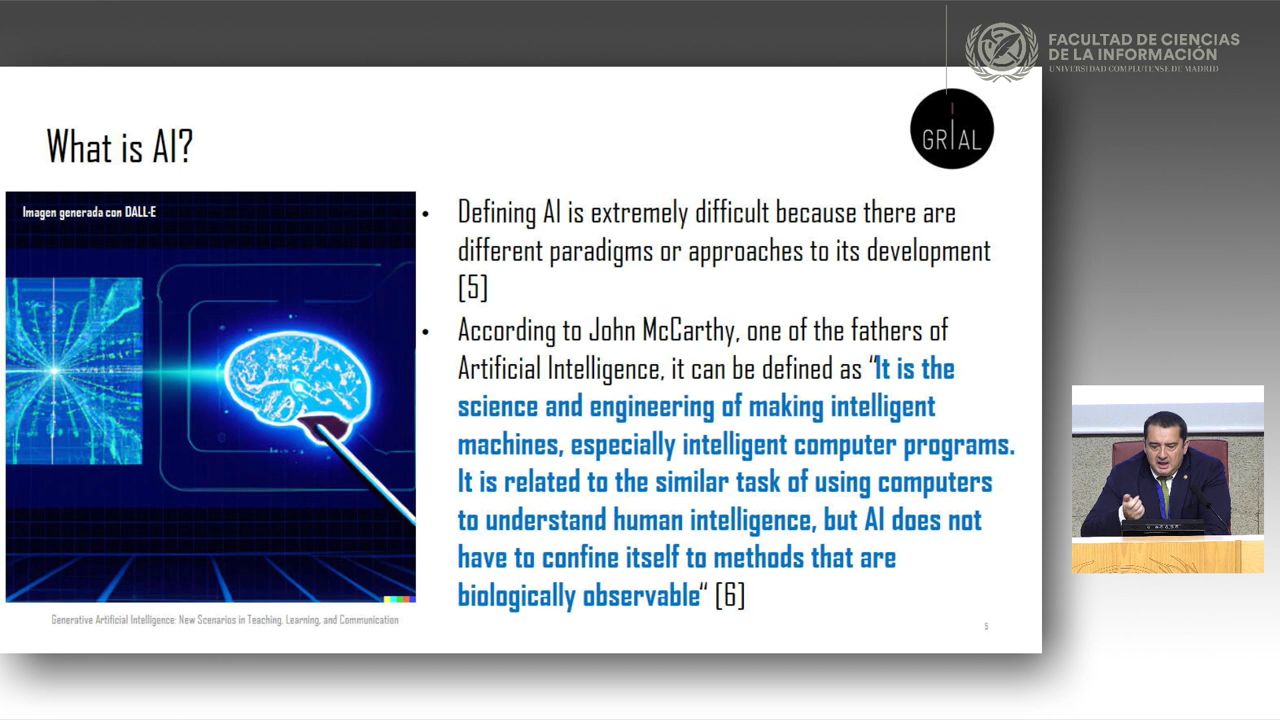 FACULTAD DE CIENCIAS
DE LA INFORMACIÓN
UNIVERSIDAD COMPLUTENSE DE MADRID
GRIAL
What is AI?
Imagen generada con DALL·E
• Defining AI is extremely difficult because there are
different paradigms or approaches to its development
[5]
• According to John McCarthy, one of the fathers of
Artificial Intelligence, it can be defined as “It is the
science and engineering of making intelligent
machines, especially intelligent computer programs.
It is related to the similar task of using computers
to understand human intelligence, but AI does not
have to confine itself to methods that are
biologically observable“ [6]
Generative Artificial Intelligence: New Scenarios in Teaching, Learning, and Communication
5